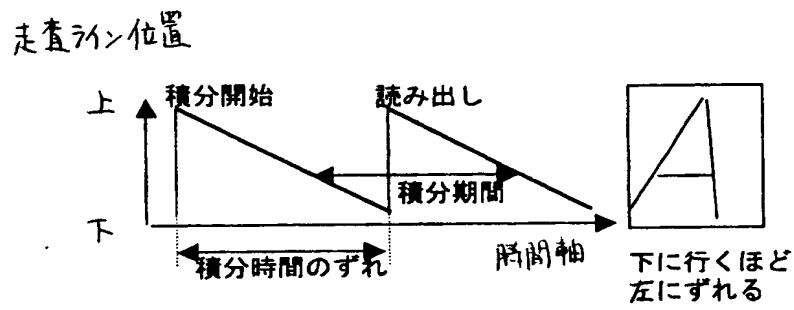 走査ライン位置
上
積分開始
読み出し
積分期間
下
積分時間のずれ
時間軸
A
下に行くほど
左にずれる